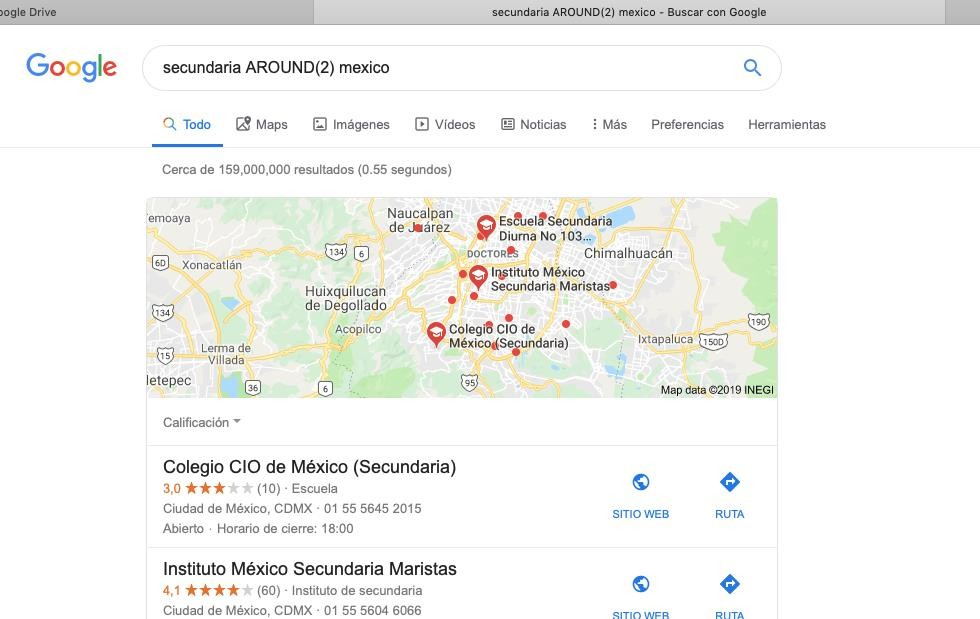 oogle Drive
secundaria AROUND(2) mexico - Buscar con Google
Google
secundaria AROUND(2) mexico
Todo Maps Imágenes Vídeos Noticias Más Preferencias Herramientas
Cerca de 159,000,000 resultados (0.55 segundos)
emoaya
Naucalpan
de Juárez
Escuela Secundaria
Diurna No 103...
134
6
DOCTORES
Chimalhuacán
6D
Xonacatlán
Instituto México
Secundaria Maristas
Huixquilucan
de Degollado
134
190
Acopilco
Colegio CIO de
México (Secundaria)
Ixtapaluca
150D
15
Lerma de
Villada
letepec
36
6
95
Map data ©2019 INEGI
Calificación
Colegio CIO de México (Secundaria)
3,0 (10) · Escuela
Ciudad de México, CDMX · 01 55 5645 2015
Abierto · Horario de cierre: 18:00
SITIO WEB
RUTA
Instituto México Secundaria Maristas
4,1 (60) · Instituto de secundaria
Ciudad de México, CDMX · 01 55 5604 6066
SITIO WEB
RUTA